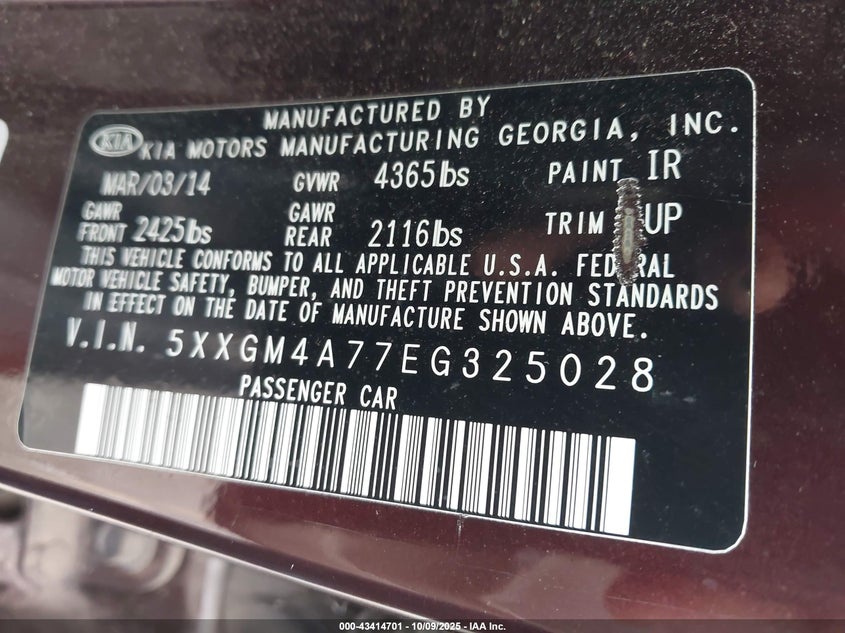 MANUFACTURED BY
KIA KIA MOTORS MANUFACTURING GEORGIA, INC.
MAR/03/14 GVWR 4365lbs PAINT IR
GAWR FRONT 2425lbs GAWR REAR 2116lbs TRIM UP
THIS VEHICLE CONFORMS TO ALL APPLICABLE U.S.A. FEDERAL
MOTOR VEHICLE SAFETY, BUMPER, AND THEFT PREVENTION STANDARDS
IN EFFECT ON THE DATE OF MANUFACTURE SHOWN ABOVE.
V.I.N. 5XXGM4A77EG325028
PASSENGER CAR
000-43414701 - 10/09/2025 - IAA Inc.